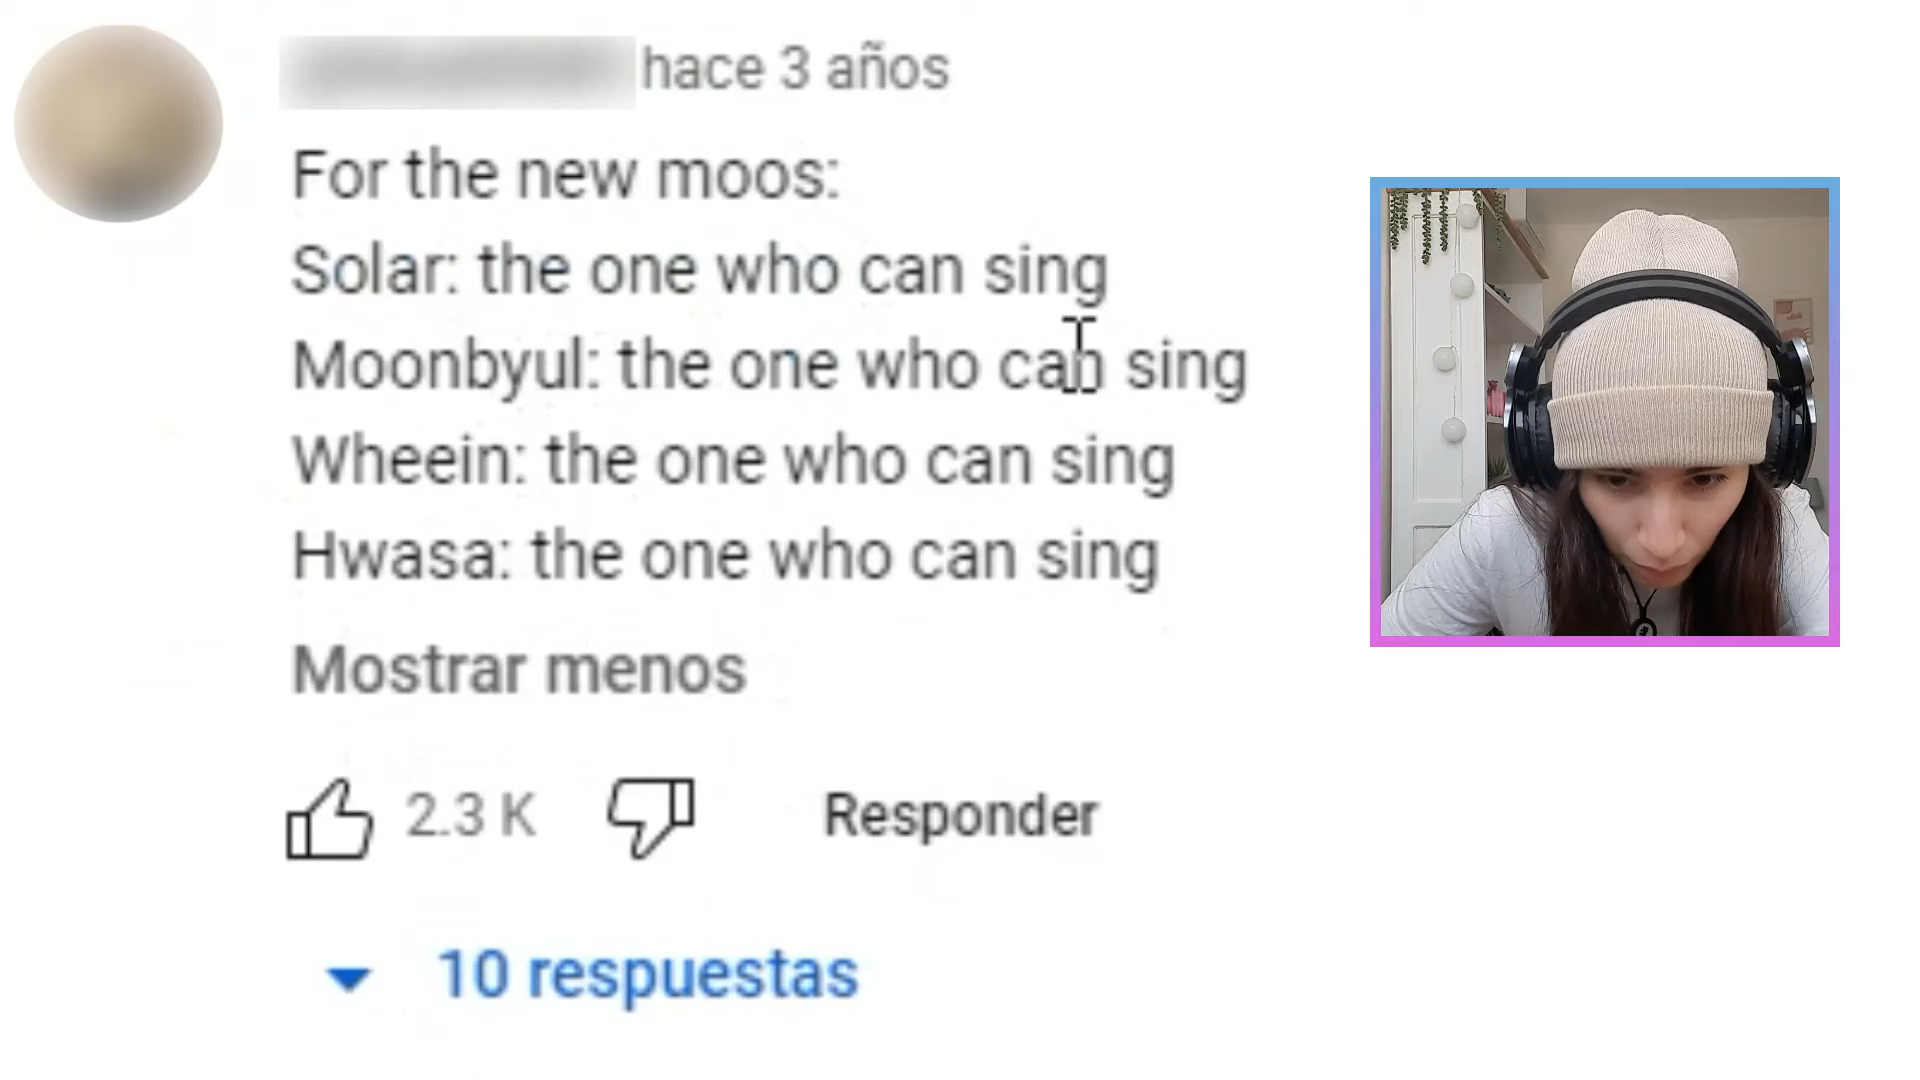 hace 3 años
For the new moos:
Solar: the one who can sing
Moonbyul: the one who can sing
Wheein: the one who can sing
Hwasa: the one who can sing
Mostrar menos
2.3 K
Responder
10 respuestas